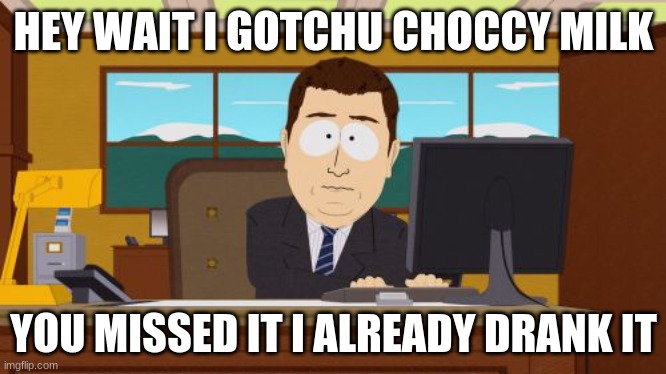 HEY WAIT I GOTCHU CHOCCY MILK
YOU MISSED IT I ALREADY DRANK IT
imgflip.com